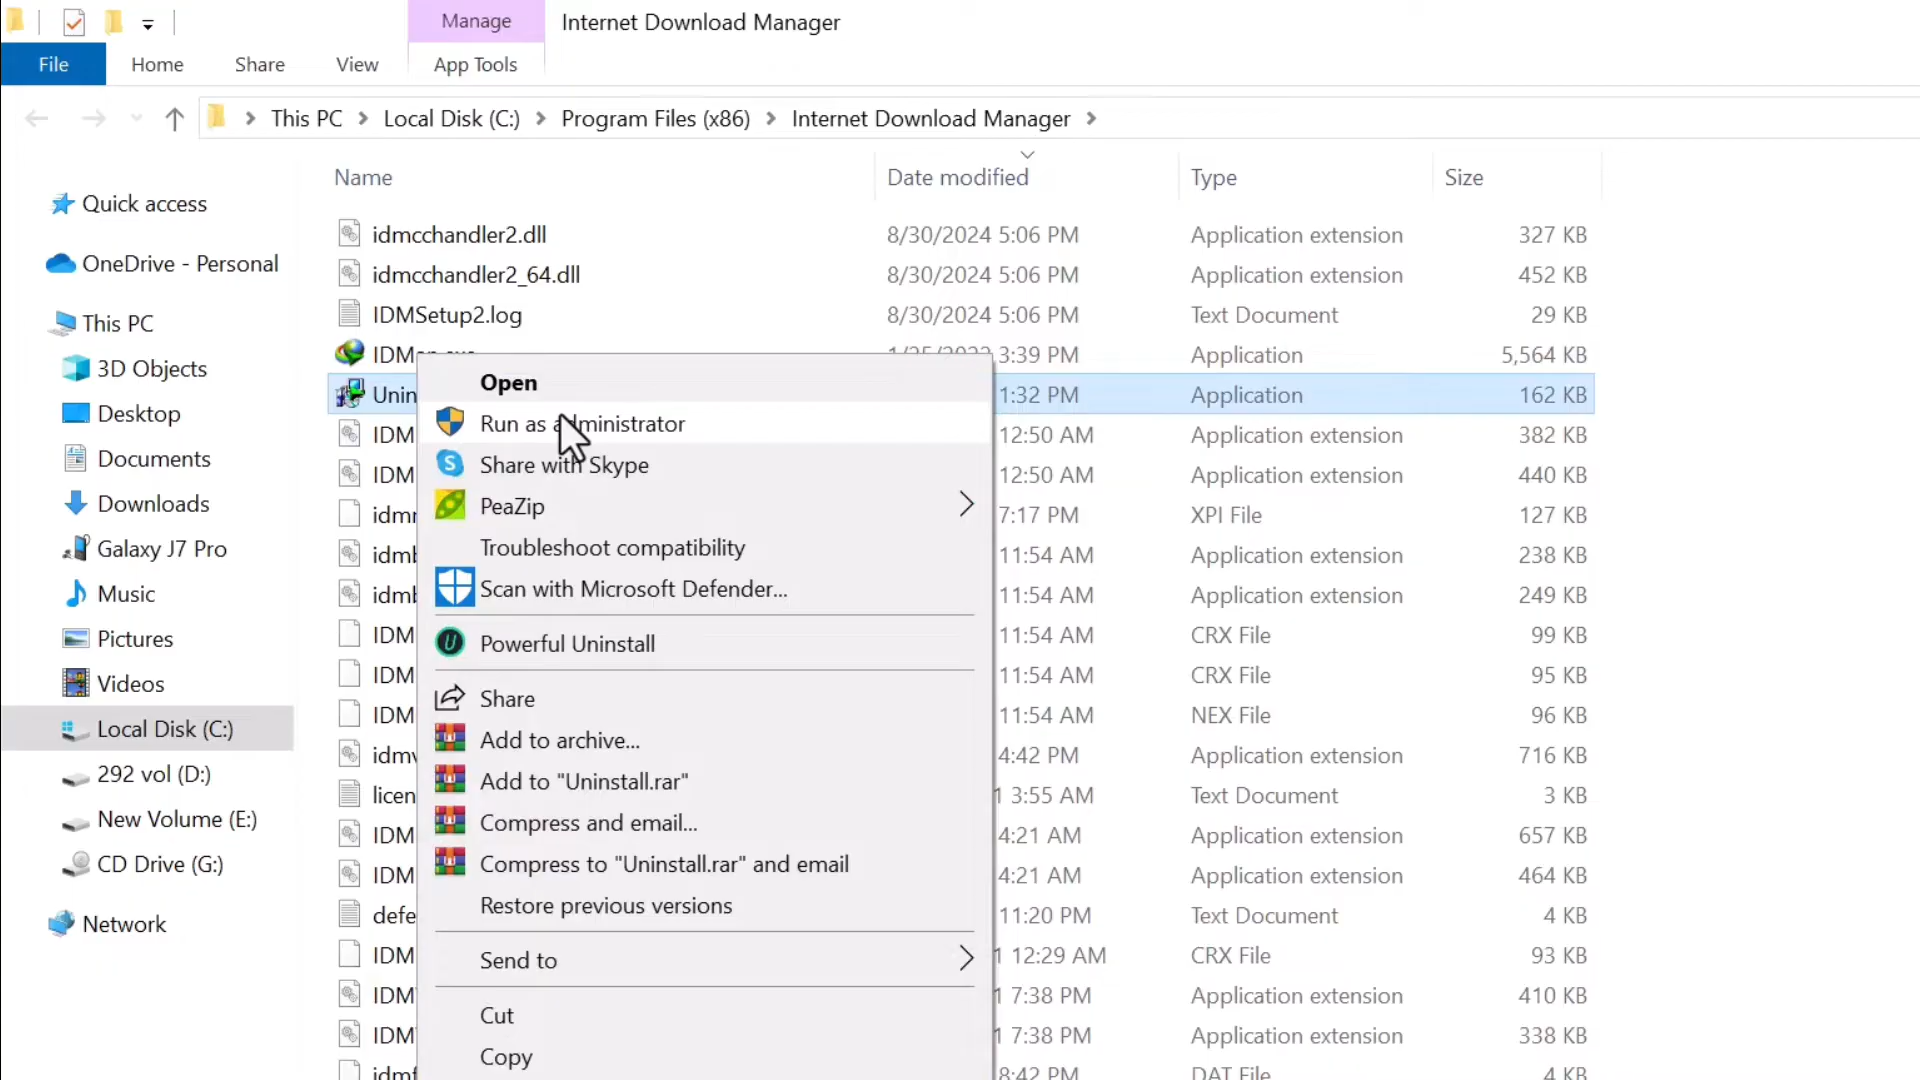 Manage
Internet Download Manager
File
Home
Share
View
App Tools
This PC
Local Disk (C:)
Program Files (x86)
Internet Download Manager
Name
Date modified
Type
Size
Quick access
OneDrive - Personal
This PC
3D Objects
Desktop
Documents
Downloads
Galaxy J7 Pro
Music
Pictures
Videos
Local Disk (C:)
292 vol (D:)
New Volume (E:)
CD Drive (G:)
Network
idmcchandler2.dll 8/30/2024 5:06 PM Application extension 327 KB
idmcchandler2_64.dll 8/30/2024 5:06 PM Application extension 452 KB
IDMSetup2.log 8/30/2024 5:06 PM Text Document 29 KB
3:39 PM Application 5,564 KB
Unin 1:32 PM Application 162 KB
IDM 12:50 AM Application extension 382 KB
IDM 12:50 AM Application extension 440 KB
7:17 PM XPI File 127 KB
11:54 AM Application extension 238 KB
11:54 AM Application extension 249 KB
IDM 11:54 AM CRX File 99 KB
IDM 11:54 AM CRX File 95 KB
IDM 11:54 AM NEX File 96 KB
4:42 PM Application extension 716 KB
licen 3:55 AM Text Document 3 KB
IDM 4:21 AM Application extension 657 KB
IDM 4:21 AM Application extension 464 KB
defe 11:20 PM Text Document 4 KB
IDM 12:29 AM CRX File 93 KB
IDM 7:38 PM Application extension 410 KB
IDM 7:38 PM Application extension 338 KB
8:42 PM DAT File 4 KB
Open
Run as administrator
Share with Skype
PeaZip
Troubleshoot compatibility
Scan with Microsoft Defender...
Powerful Uninstall
Share
Add to archive...
Add to "Uninstall.rar"
Compress and email...
Compress to "Uninstall.rar" and email
Restore previous versions
Send to
Cut
Copy